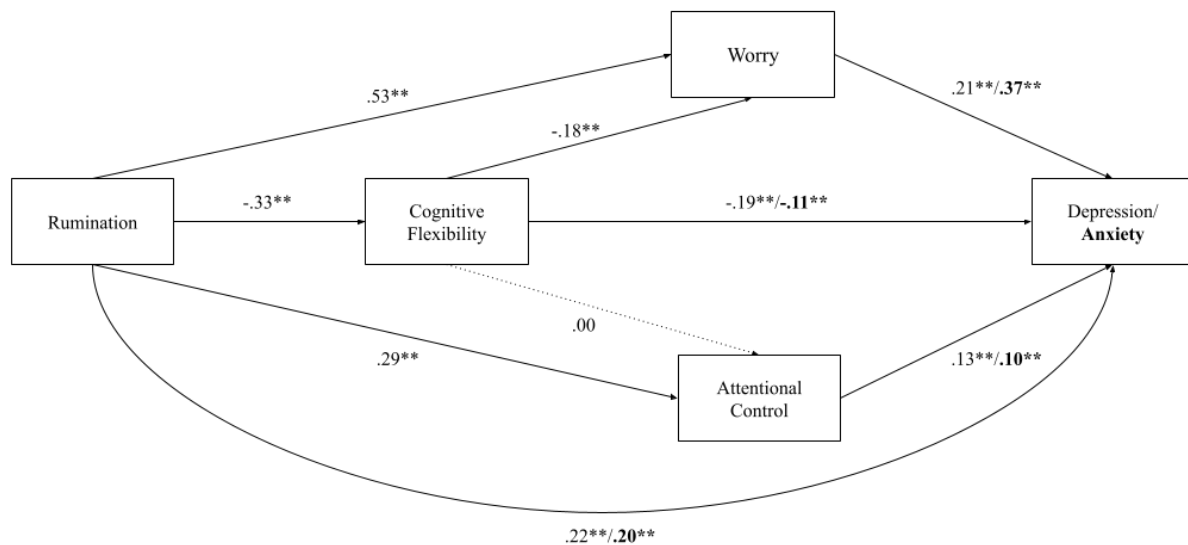 Worry
.53**
.21**/.37**
-.18**
Rumination
-.33**
Cognitive
Flexibility
-.19**/-.11**
Depression/
Anxiety
.00
.29**
Attentional
Control
.13**/.10**
.22**/.20**